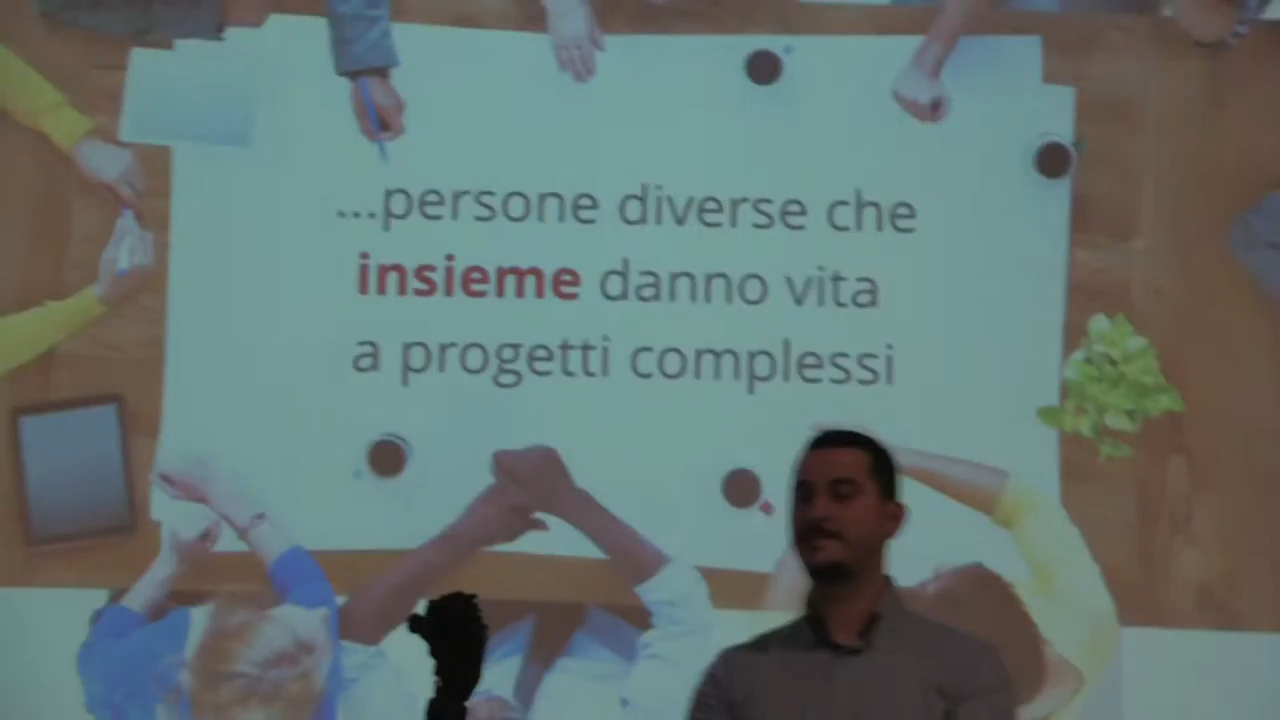 ...persone diverse che
insieme danno vita
a progetti complessi